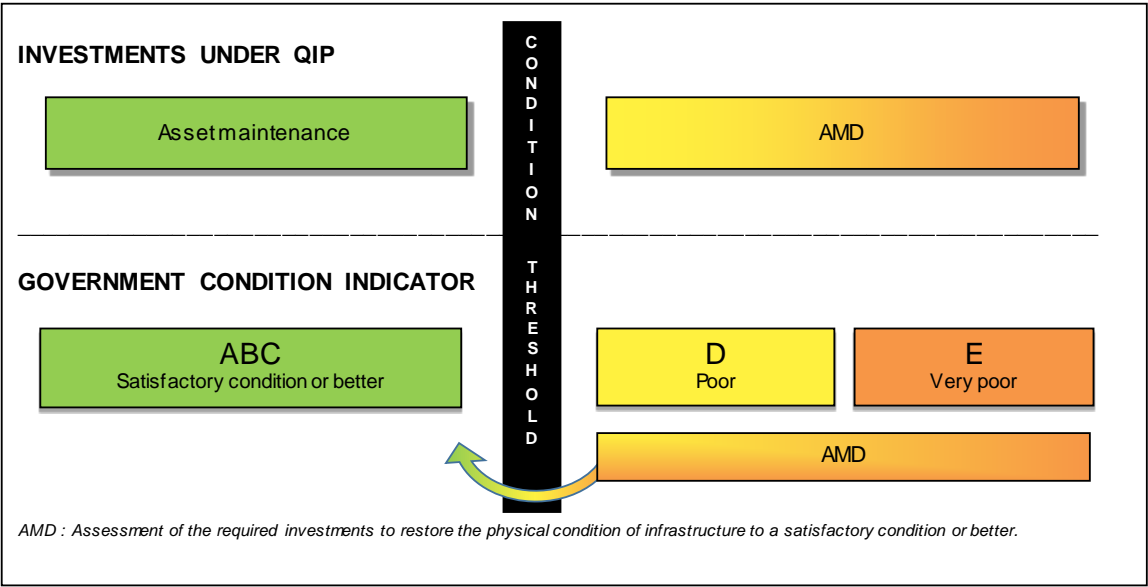 INVESTMENTS UNDER QIP
CONDITION THRESHOLD
Asset maintenance
AMD
GOVERNMENT CONDITION INDICATOR
ABC
Satisfactory condition or better
D
Poor
E
Very poor
AMD
AMD : Assessment of the required investments to restore the physical condition of infrastructure to a satisfactory condition or better.